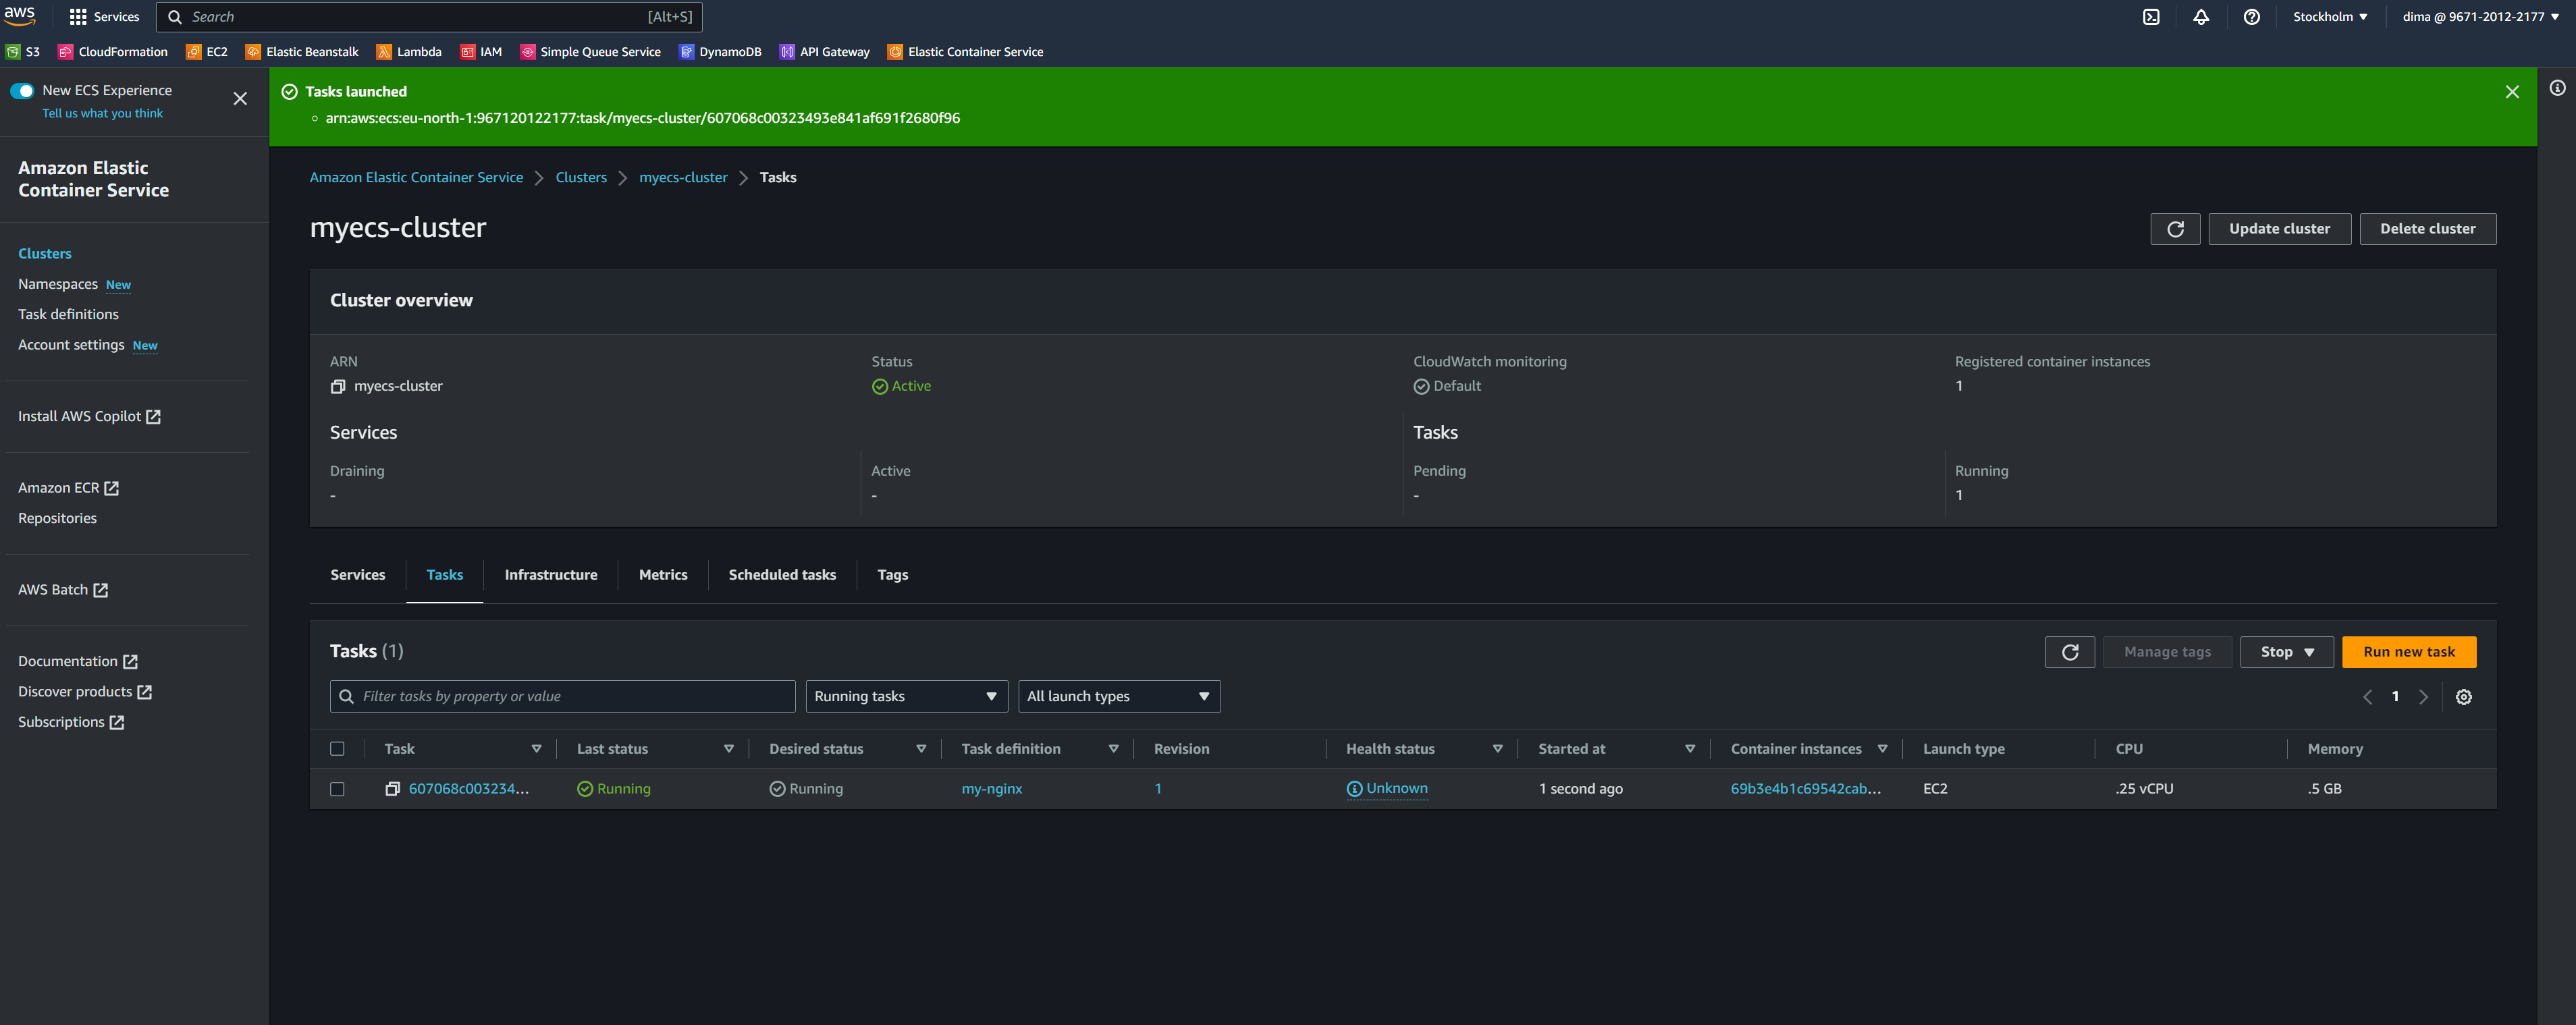 aws
Services
Search
[Alt+S]
Stockholm
dima @ 9671-2012-2177
S3
CloudFormation
EC2
Elastic Beanstalk
Lambda
IAM
Simple Queue Service
DynamoDB
API Gateway
Elastic Container Service
New ECS Experience
Tell us what you think
Amazon Elastic
Container Service
Clusters
Namespaces New
Task definitions
Account settings New
Install AWS Copilot
Amazon ECR
Repositories
AWS Batch
Documentation
Discover products
Subscriptions
Tasks launched
arn:aws:ecs:eu-north-1:967120122177:task/myecs-cluster/607068c00323493e841af691f2680f96
Amazon Elastic Container Service
Clusters
myecs-cluster
Tasks
myecs-cluster
Update cluster
Delete cluster
Cluster overview
ARN
myecs-cluster
Status
Active
CloudWatch monitoring
Default
Registered container instances
1
Services
Tasks
Draining
-
Active
-
Pending
-
Running
1
Services
Tasks
Infrastructure
Metrics
Scheduled tasks
Tags
Tasks (1)
Manage tags
Stop
Run new task
Filter tasks by property or value
Running tasks
All launch types
1
Task
Last status
Desired status
Task definition
Revision
Health status
Started at
Container instances
Launch type
CPU
Memory
607068c003234...
Running
Running
my-nginx
1
Unknown
1 second ago
69b3e4b1c69542cab...
EC2
.25 vCPU
.5 GB